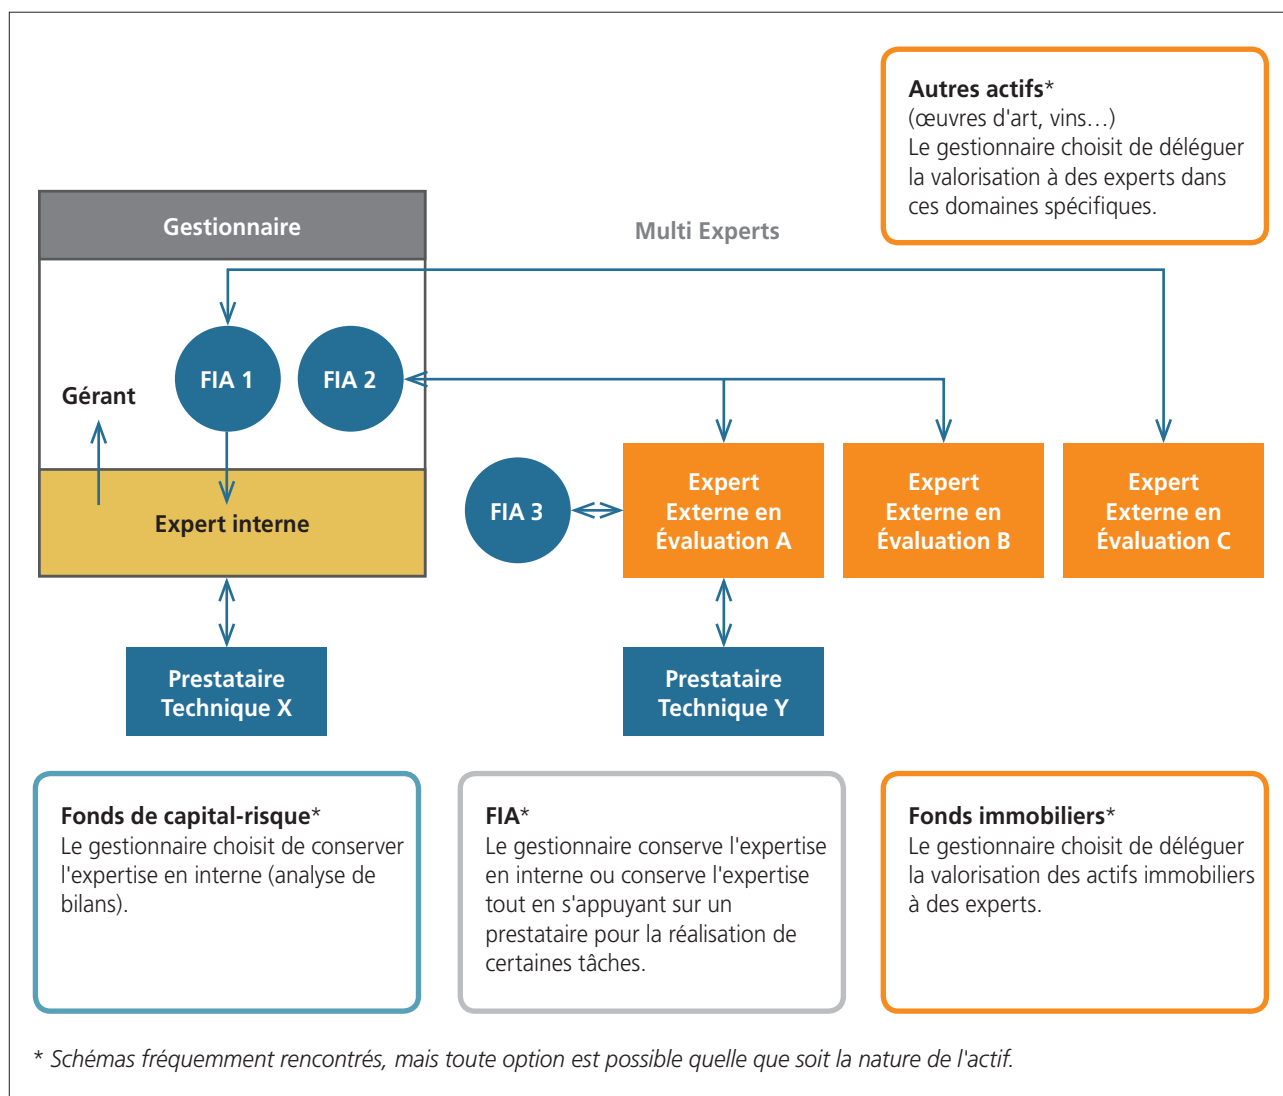 Autres actifs*
(œuvres d'art, vins…)
Le gestionnaire choisit de déléguer
la valorisation à des experts dans
ces domaines spécifiques.
Gestionnaire
Multi Experts
FIA 1
FIA 2
Gérant
Expert interne
FIA 3
Expert
Externe en
Évaluation A
Expert
Externe en
Évaluation B
Expert
Externe en
Évaluation C
Prestataire
Technique X
Prestataire
Technique Y
Fonds de capital-risque*
Le gestionnaire choisit de conserver
l'expertise en interne (analyse de
bilans).
FIA*
Le gestionnaire conserve l'expertise
en interne ou conserve l'expertise
tout en s'appuyant sur un
prestataire pour la réalisation de
certaines tâches.
Fonds immobiliers*
Le gestionnaire choisit de déléguer
la valorisation des actifs immobiliers
à des experts.
* Schémas fréquemment rencontrés, mais toute option est possible quelle que soit la nature de l'actif.